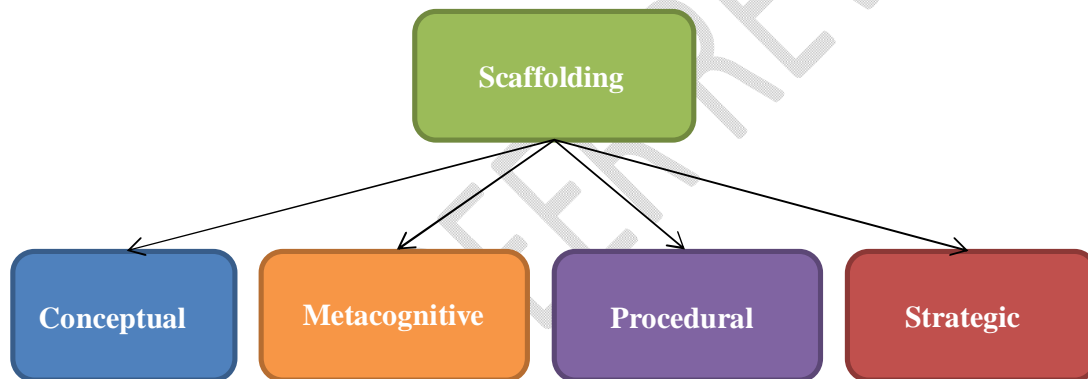 Scaffolding
Conceptual
Metacognitive
Procedural
Strategic